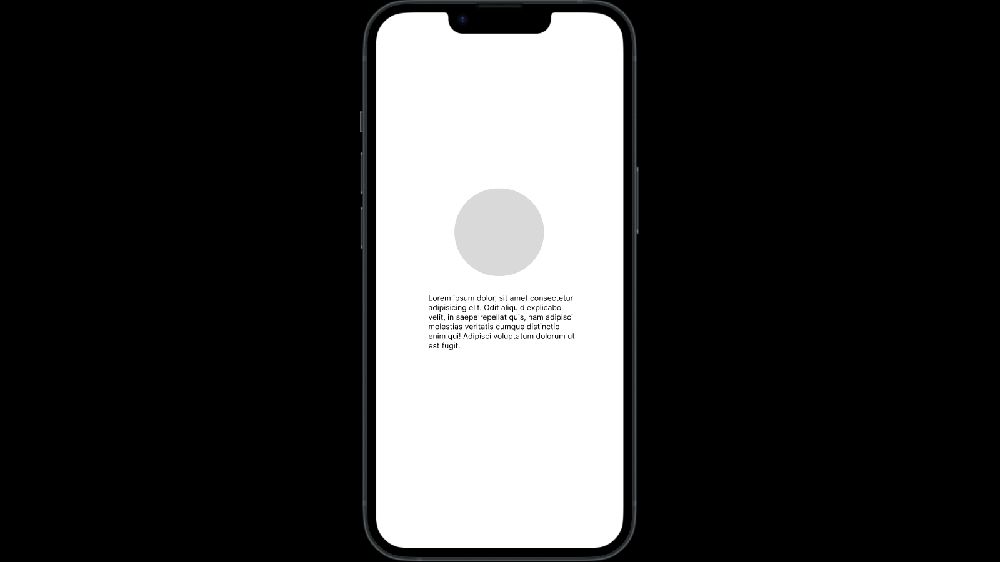 Lorem ipsum dolor, sit amet consectetur
adipisicing elit. Odit aliquid explicabo
velit, in saepe repellat quis, nam adipisci
molestias veritatis cumque distinctio
enim qui! Adipisci voluptatum dolorum ut
est fugit.